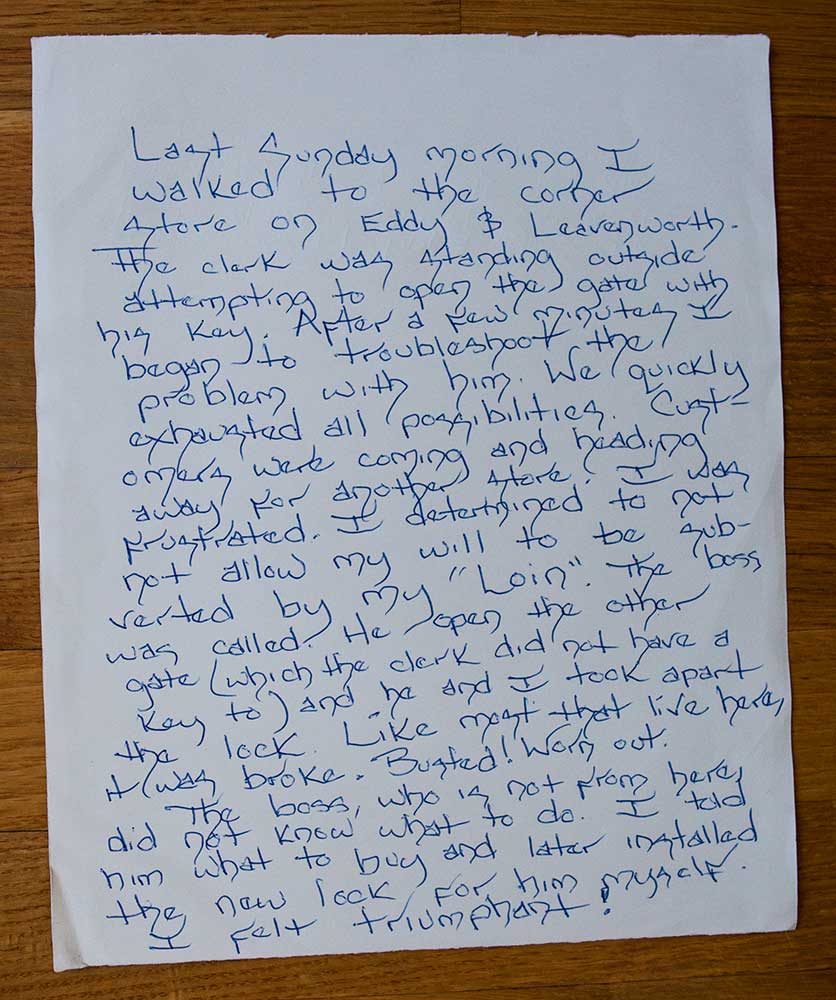 Last Sunday morning I
walked to the corner
store on Eddy & Leavenworth.
The clerk was standing outside
attempting to open the gate with
his key. After a few minutes I
began to troubleshoot the
problem with him. We quickly
exhausted all possibilities. Cust-
omers were coming and heading
away for another store. I was
frustrated. I determined to not
not allow my will to be sub-
verted by my "Loin". The boss
was called. He open the other
gate (which the clerk did not have a
key to) and he and I took apart
the lock. Like most that live here,
it was broke. Busted! Worn out.
The boss, who is not from here,
did not know what to do. I told
him what to buy and later installed
the new lock for him myself.
I felt triumphant!